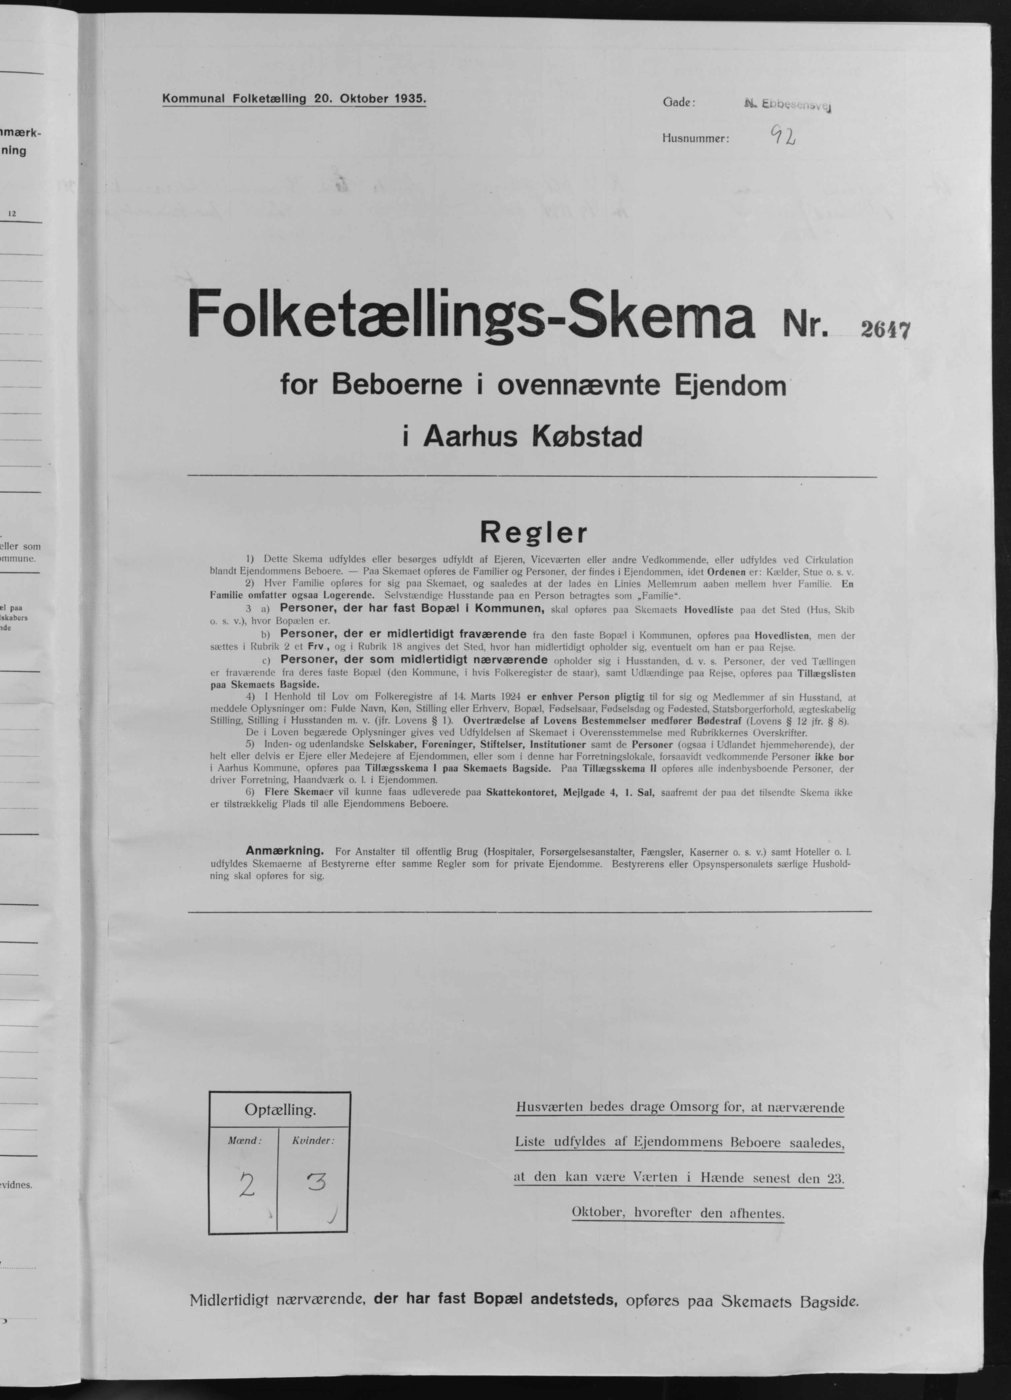 Kommunal Folketælling 20. Oktober 1935.
Gade: N. Ebbesensvej
Husnummer: 92
Folketællings-Skema Nr. 2647
for Beboerne i ovennævnte Ejendom
i Aarhus Købstad
Regler
1) Dette Skema udfyldes eller besørges udfyldt af Ejeren, Viceværten eller andre Vedkommende, eller udfyldes ved Cirkulation
blandt Ejendommens Beboere. — Paa Skemaet opføres de Familier og Personer, der findes i Ejendommen, idet Ordenen er: Kælder, Stue o. s. v.
2) Hver Familie opføres for sig paa Skemaet, og saaledes at der lades en Linies Mellemrum aaben mellem hver Familie. En
Familie omfatter ogsaa Logerende. Selvstændige Husstande paa en Person betragtes som „Familie“.
3 a) Personer, der har fast Bopæl i Kommunen, skal opføres paa Skemaets Hovedliste paa det Sted (Hus, Skib
o. s. v.), hvor Bopælen er.
b) Personer, der er midlertidigt fraværende fra den faste Bopæl i Kommunen, opføres paa Hovedlisten, men der
sættes i Rubrik 2 et Frv., og i Rubrik 18 angives det Sted, hvor han midlertidigt opholder sig, eventuelt om han er paa Rejse.
c) Personer, der som midlertidigt nærværende opholder sig i Husstanden, d. v. s. Personer, der ved Tællingen
er fraværende fra deres faste Bopæl (den Kommune, i hvis Folkeregister de staar), samt Udlændinge paa Rejse, opføres paa Tillægslisten
paa Skemaets Bagside.
4) I Henhold til Lov om Folkeregistre af 14. Marts 1924 er enhver Person pligtig til for sig og Medlemmer af sin Husstand, at
meddele Oplysninger om: Fulde Navn, Køn, Stilling eller Erhverv, Bopæl, Fødselsaar, Fødselsdag og Fødested, Statsborgerforhold, ægteskabelig
Stilling, Stilling i Husstanden m. v. (jfr. Lovens § 1). Overtrædelse af Lovens Bestemmelser medfører Bødestraf (Lovens § 12 jfr. § 8).
De i Loven begærede Oplysninger gives ved Udfyldelsen af Skemaet i Overensstemmelse med Rubrikkernes Overskrifter.
5) Inden- og udenlandske Selskaber, Foreninger, Stiftelser, Institutioner samt de Personer (ogsaa i Udlandet hjemmehørende), der
helt eller delvis er Ejere eller Medejere af Ejendommen, eller som i denne har Forretningslokale, forsaavidt vedkommende Personer ikke bor
i Aarhus Kommune, opføres paa Tillægsskema I paa Skemaets Bagside. Paa Tillægsskema II opføres alle indenbysboende Personer, der
driver Forretning, Haandværk o. l. i Ejendommen.
6) Flere Skemaer vil kunne faas udleverede paa Skattekontoret, Mejlgade 4, 1. Sal, saafremt der paa det tilsendte Skema ikke
er tilstrækkelig Plads til alle Ejendommens Beboere.
Anmærkning. For Anstalter til offentlig Brug (Hospitaler, Forsørgelsesanstalter, Fængsler, Kaserner o. s. v.) samt Hoteller o. l.
udfyldes Skemaerne af Bestyrerne efter samme Regler som for private Ejendomme. Bestyrerens eller Opsynspersonalets særlige Hushold-
ning skal opføres for sig.
Optælling.
Mænd: Kvinder:
2 3
Husværten bedes drage Omsorg for, at nærværende
Liste udfyldes af Ejendommens Beboere saaledes,
at den kan være Værten i Hænde senest den 23.
Oktober, hvorefter den afhentes.
Midlertidigt nærværende, der har fast Bopæl andetsteds, opføres paa Skemaets Bagside.